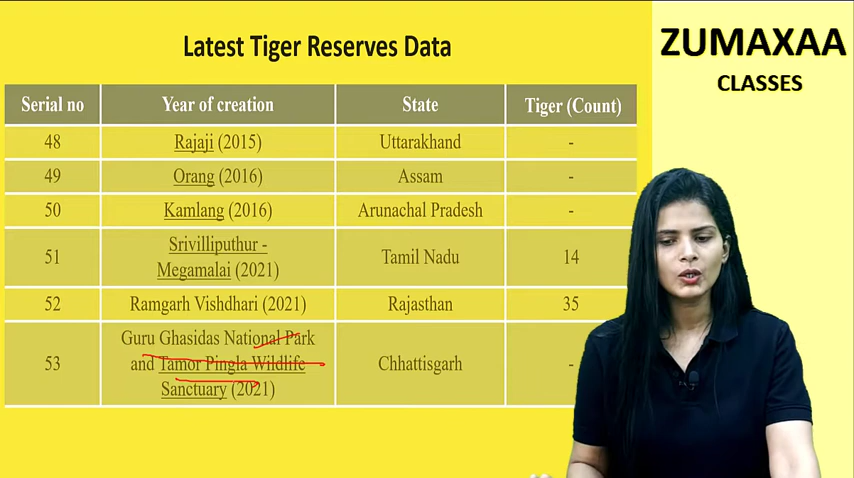 Latest Tiger Reserves Data
ZUMAXAA
CLASSES
Serial no Year of creation State Tiger (Count)
48 Rajaji (2015) Uttarakhand -
49 Orang (2016) Assam -
50 Kamlang (2016) Arunachal Pradesh -
51 Srivilliputhur - Tamil Nadu 14
Megamalai (2021)
52 Ramgarh Vishdhari (2021) Rajasthan 35
Guru Ghasidas National Park
53 and Tamor Pingla Wildlife Chhattisgarh -
Sanctuary (2021)